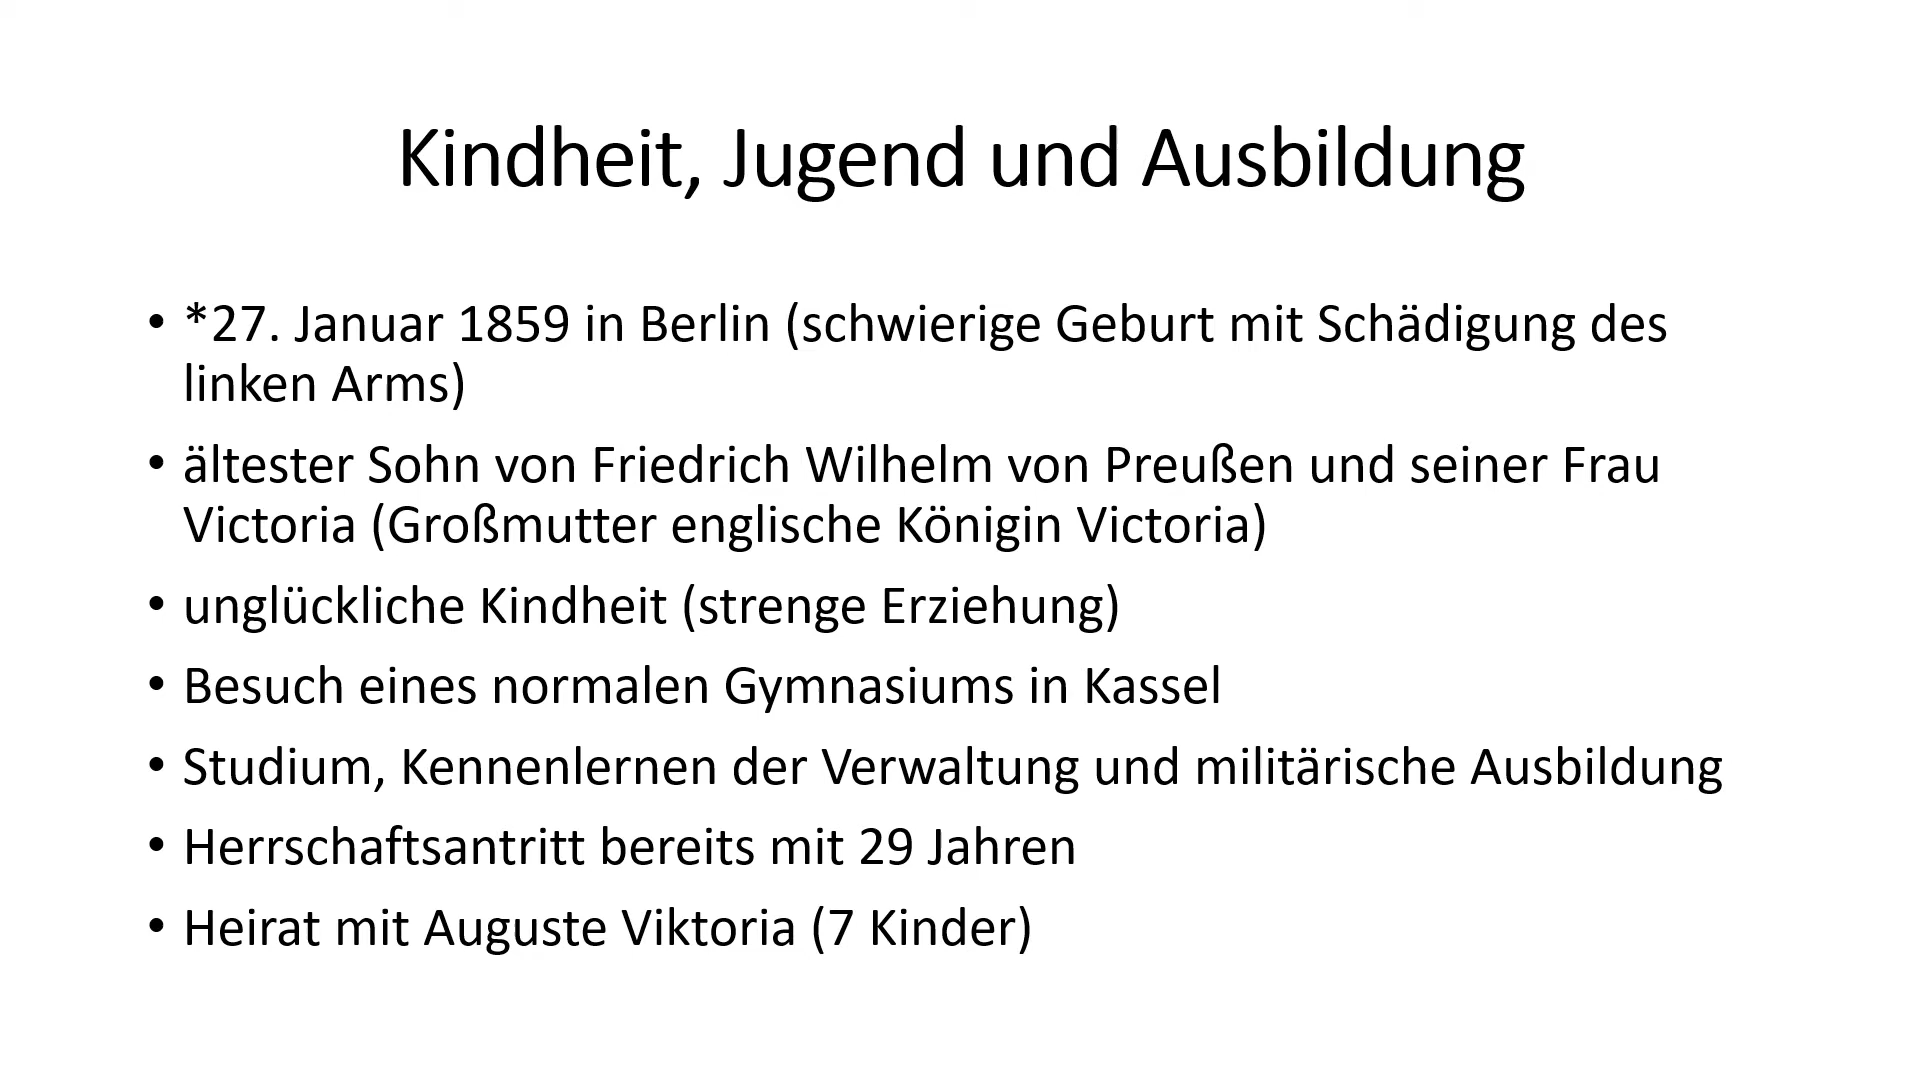 Kindheit, Jugend und Ausbildung
• *27. Januar 1859 in Berlin (schwierige Geburt mit Schädigung des
linken Arms)
• ältester Sohn von Friedrich Wilhelm von Preußen und seiner Frau
Victoria (Großmutter englische Königin Victoria)
• unglückliche Kindheit (strenge Erziehung)
• Besuch eines normalen Gymnasiums in Kassel
• Studium, Kennenlernen der Verwaltung und militärische Ausbildung
• Herrschaftsantritt bereits mit 29 Jahren
• Heirat mit Auguste Viktoria (7 Kinder)